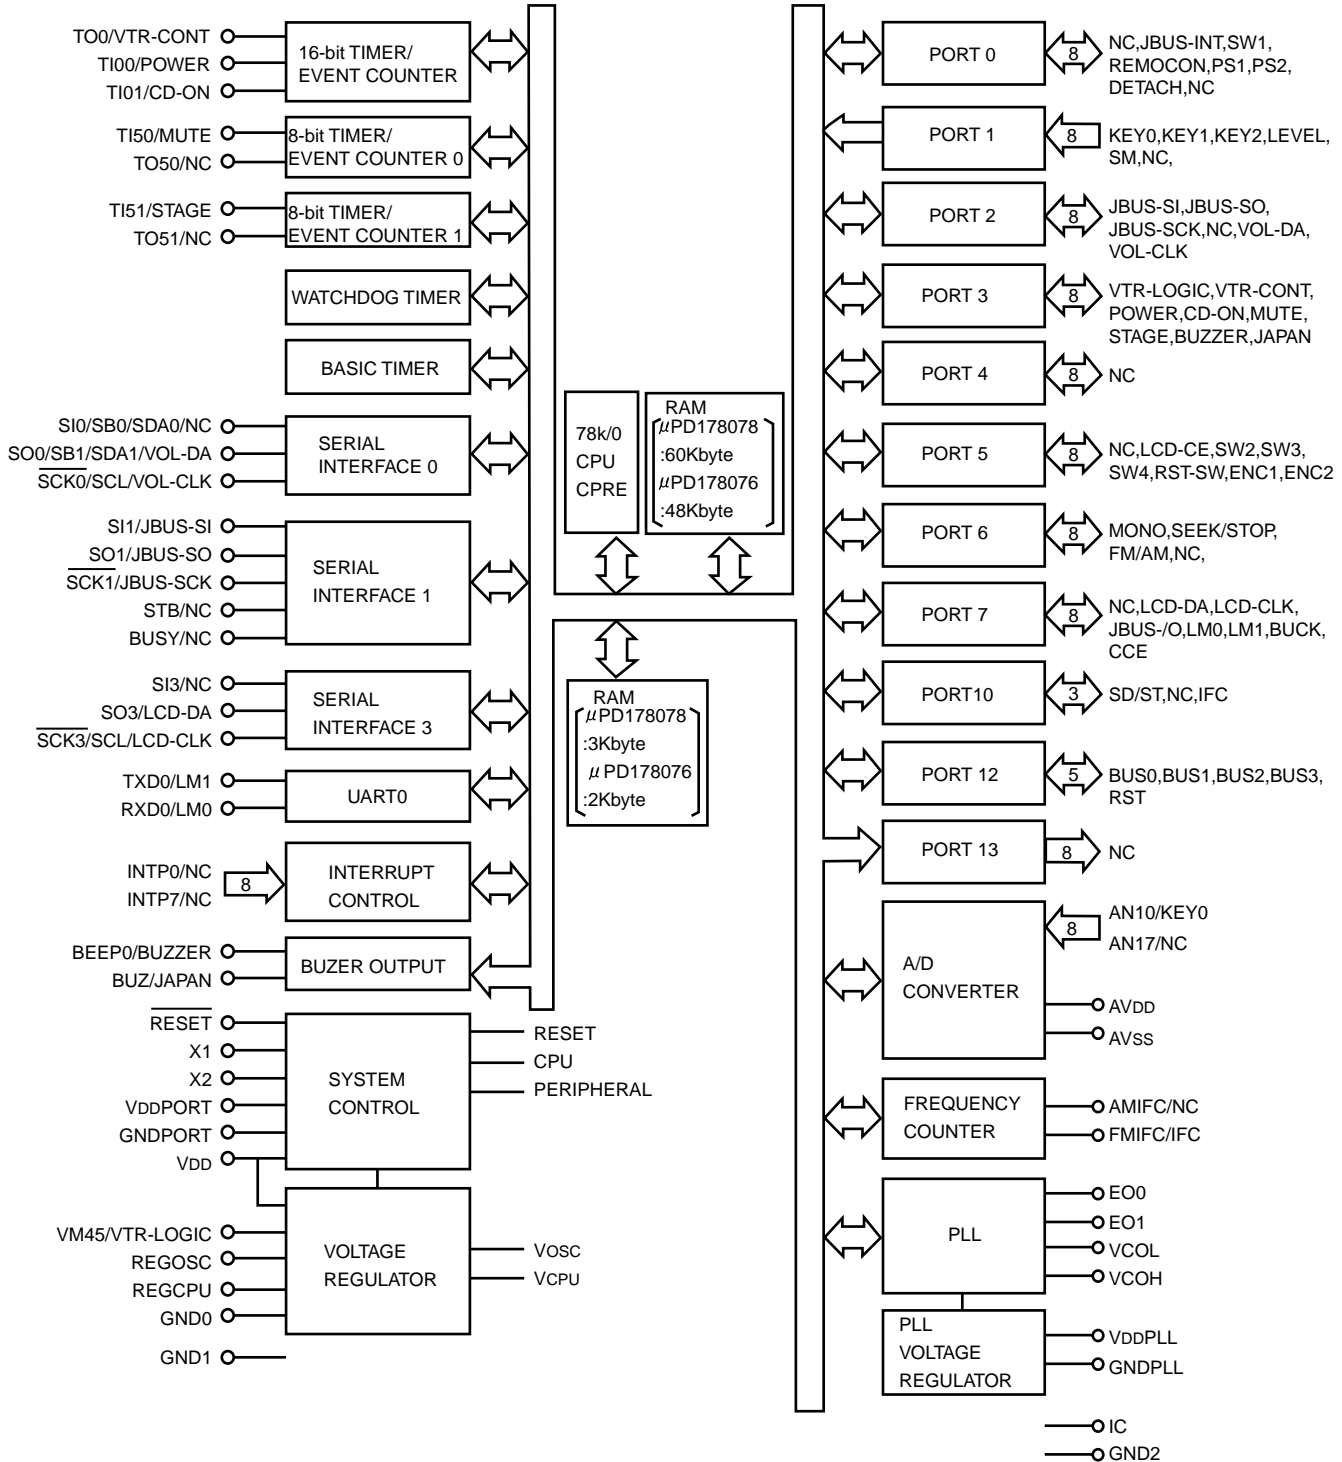 TO0/VTR-CONT
TI00/POWER
TI01/CD-ON
16-bit TIMER/
EVENT COUNTER
TI50/MUTE
TO50/NC
8-bit TIMER/
EVENT COUNTER 0
TI51/STAGE
TO51/NC
8-bit TIMER/
EVENT COUNTER 1
WATCHDOG TIMER
BASIC TIMER
SI0/SB0/SDA0/NC
SO0/SB1/SDA1/VOL-DA
SCK0/SCL/VOL-CLK
SERIAL
INTERFACE 0
SI1/JBUS-SI
SO1/JBUS-SO
SCK1/JBUS-SCK
STB/NC
BUSY/NC
SERIAL
INTERFACE 1
SI3/NC
SO3/LCD-DA
SCK3/SCL/LCD-CLK
SERIAL
INTERFACE 3
TXD0/LM1
RXD0/LM0
UART0
INTP0/NC
INTP7/NC
8
INTERRUPT
CONTROL
BEEP0/BUZZER
BUZ/JAPAN
BUZER OUTPUT
RESET
X1
X2
VDDPORT
GNDPORT
VDD
SYSTEM
CONTROL
RESET
CPU
PERIPHERAL
VM45/VTR-LOGIC
REGOSC
REGCPU
GND0
GND1
VOLTAGE
REGULATOR
VOSC
VCPU
78k/0
CPU
CPRE
RAM
μPD178078
:60Kbyte
μPD178076
:48Kbyte
RAM
μPD178078
:3Kbyte
μPD178076
:2Kbyte
PORT 0
8
NC,JBUS-INT,SW1,
REMOCON,PS1,PS2,
DETACH,NC
PORT 1
8
KEY0,KEY1,KEY2,LEVEL,
SM,NC,
PORT 2
8
JBUS-SI,JBUS-SO,
JBUS-SCK,NC,VOL-DA,
VOL-CLK
PORT 3
8
VTR-LOGIC,VTR-CONT,
POWER,CD-ON,MUTE,
STAGE,BUZZER,JAPAN
PORT 4
8
NC
PORT 5
8
NC,LCD-CE,SW2,SW3,
SW4,RST-SW,ENC1,ENC2
PORT 6
8
MONO,SEEK/STOP,
FM/AM,NC,
PORT 7
8
NC,LCD-DA,LCD-CLK,
JBUS-/O,LM0,LM1,BUCK,
CCE
PORT10
3
SD/ST,NC,IFC
PORT 12
5
BUS0,BUS1,BUS2,BUS3,
RST
PORT 13
8
NC
A/D
CONVERTER
8
AN10/KEY0
AN17/NC
AVDD
AVSS
FREQUENCY
COUNTER
AMIFC/NC
FMIFC/IFC
PLL
EO0
EO1
VCOL
VCOH
PLL
VOLTAGE
REGULATOR
VDDPLL
GNDPLL
IC
GND2